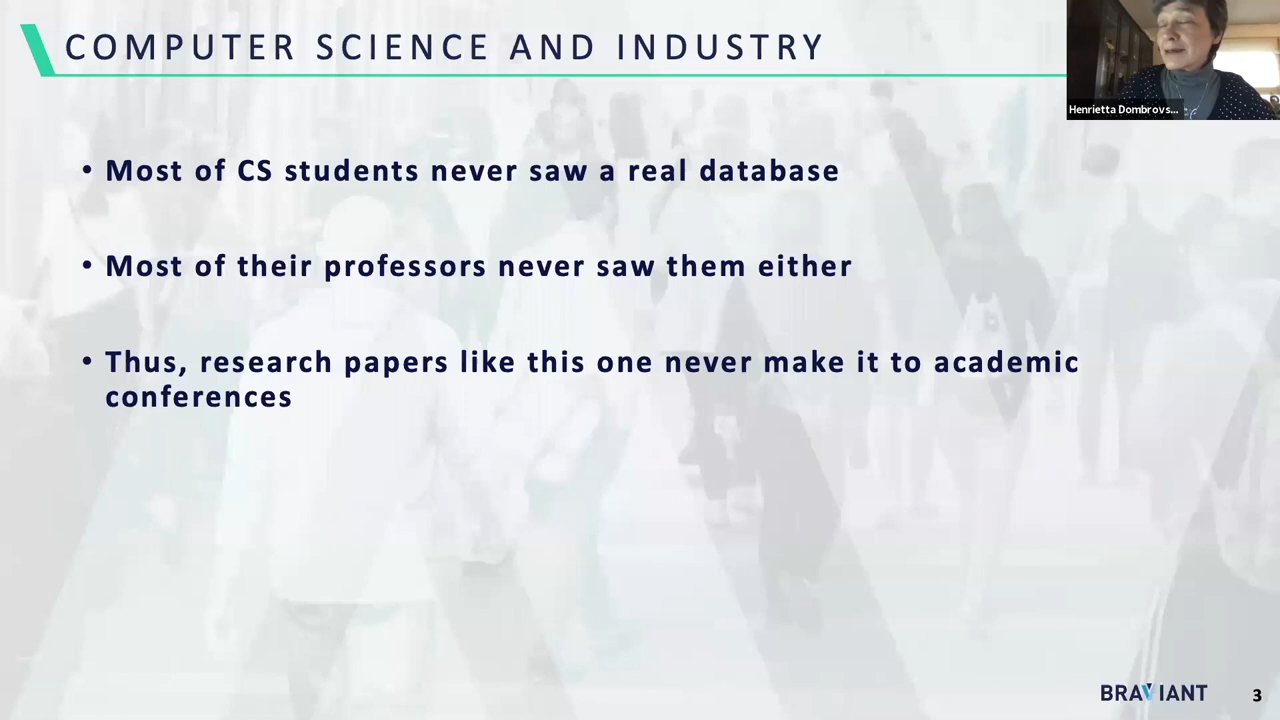 COMPUTER SCIENCE AND INDUSTRY
Henrietta Dombrovs...
• Most of CS students never saw a real database
• Most of their professors never saw them either
• Thus, research papers like this one never make it to academic
conferences
BRAVIANT
3